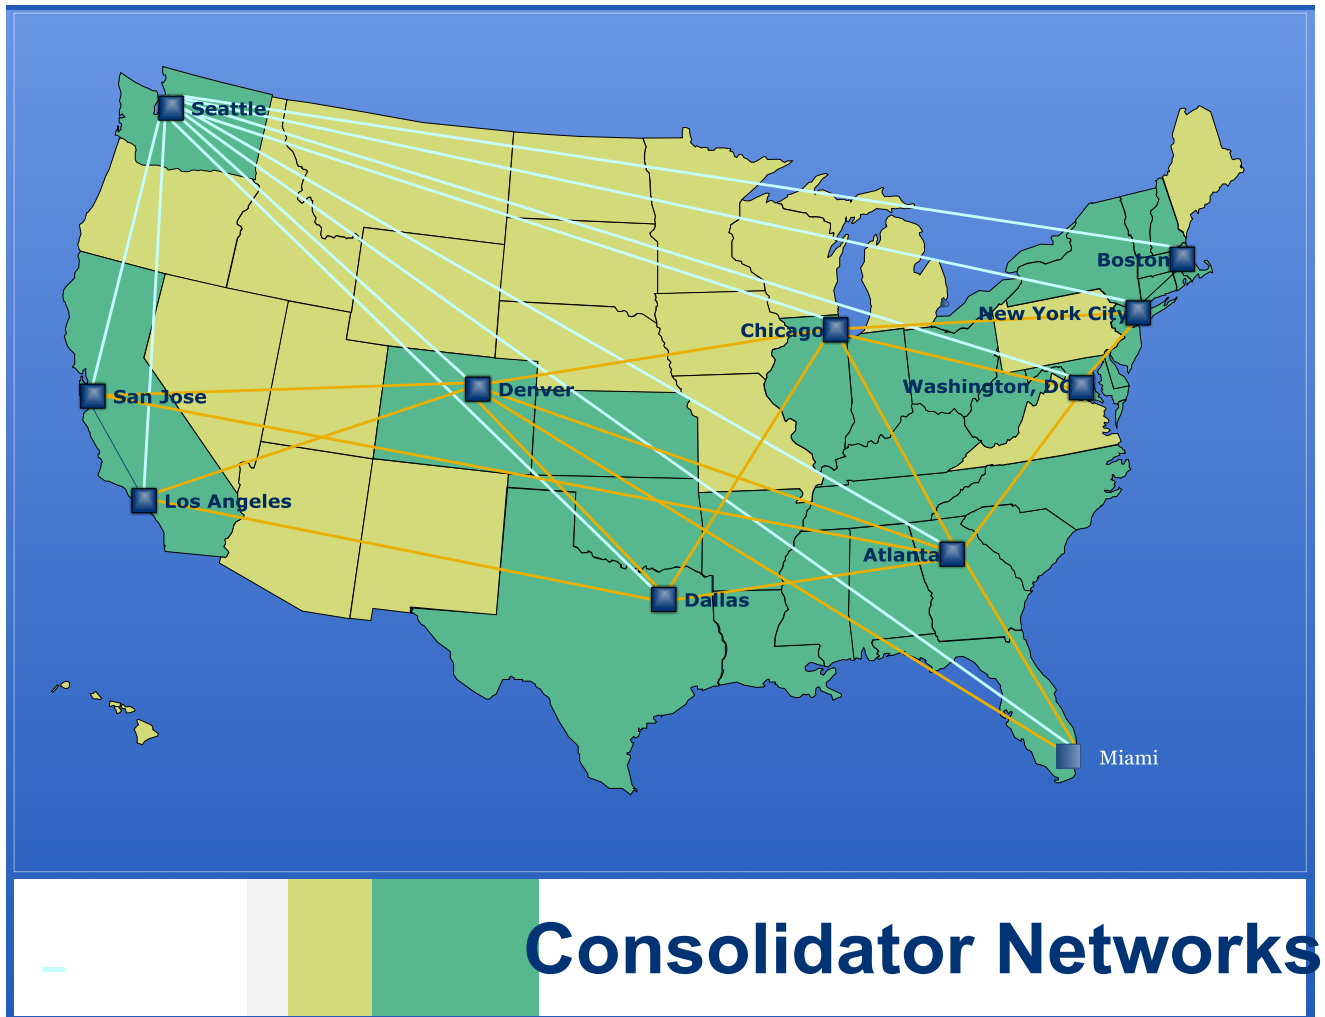 Seattle
Boston
New York City
Chicago
Washington, DC
Denver
San Jose
Los Angeles
Atlanta
Dallas
Miami
Consolidator Networks